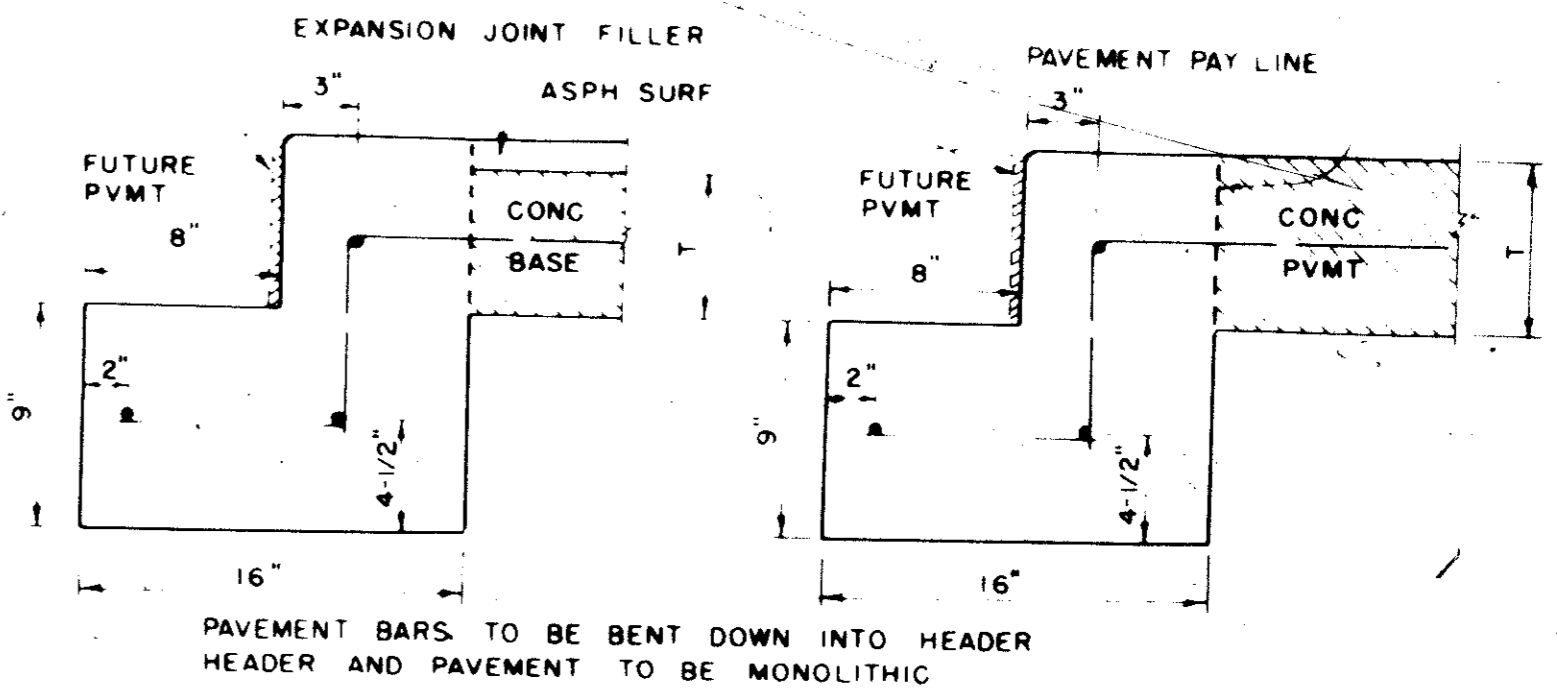 EXPANSION JOINT FILLER
ASPH SURF
3"
FUTURE
PVMT
8"
CONC
BASE
T
2"
9"
4-1/2"
16"
PAVEMENT PAY LINE
3"
FUTURE
PVMT
8"
CONC
PVMT
T
2"
9"
4-1/2"
16"
PAVEMENT BARS TO BE BENT DOWN INTO HEADER
HEADER AND PAVEMENT TO BE MONOLITHIC